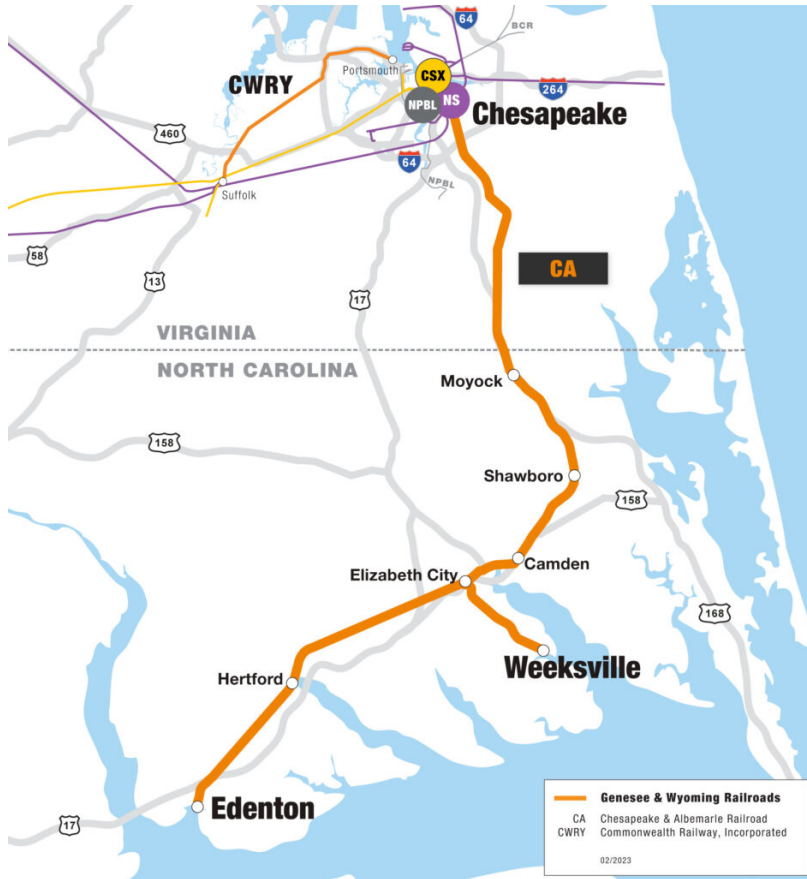 64
BCR
Portsmouth
CSX
CWRY
264
NPBL
NS
Chesapeake
460
64
NPBL
Suffolk
58
CA
13
17
VIRGINIA
NORTH CAROLINA
Moyock
158
Shawboro
158
Camden
Elizabeth City
168
Weeksville
Hertford
Edenton
17
Genesee & Wyoming Railroads
CA Chesapeake & Albemarle Railroad
CWRY Commonwealth Railway, Incorporated
02/2023